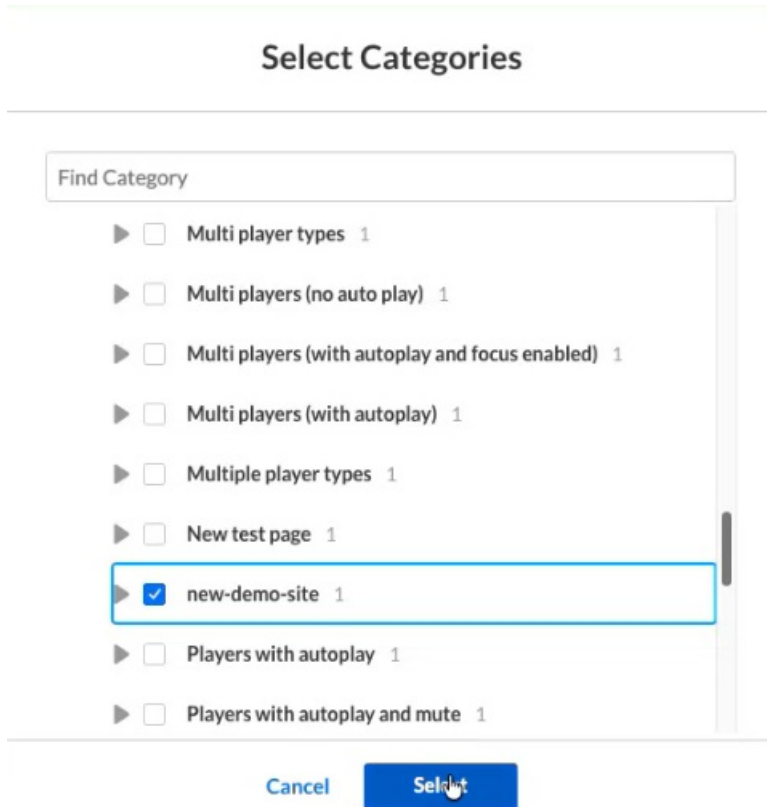 Select Categories
Find Category
Multi player types 1
Multi players (no auto play) 1
Multi players (with autoplay and focus enabled) 1
Multi players (with autoplay) 1
Multiple player types 1
New test page 1
new-demo-site 1
Players with autoplay 1
Players with autoplay and mute 1
Cancel Select